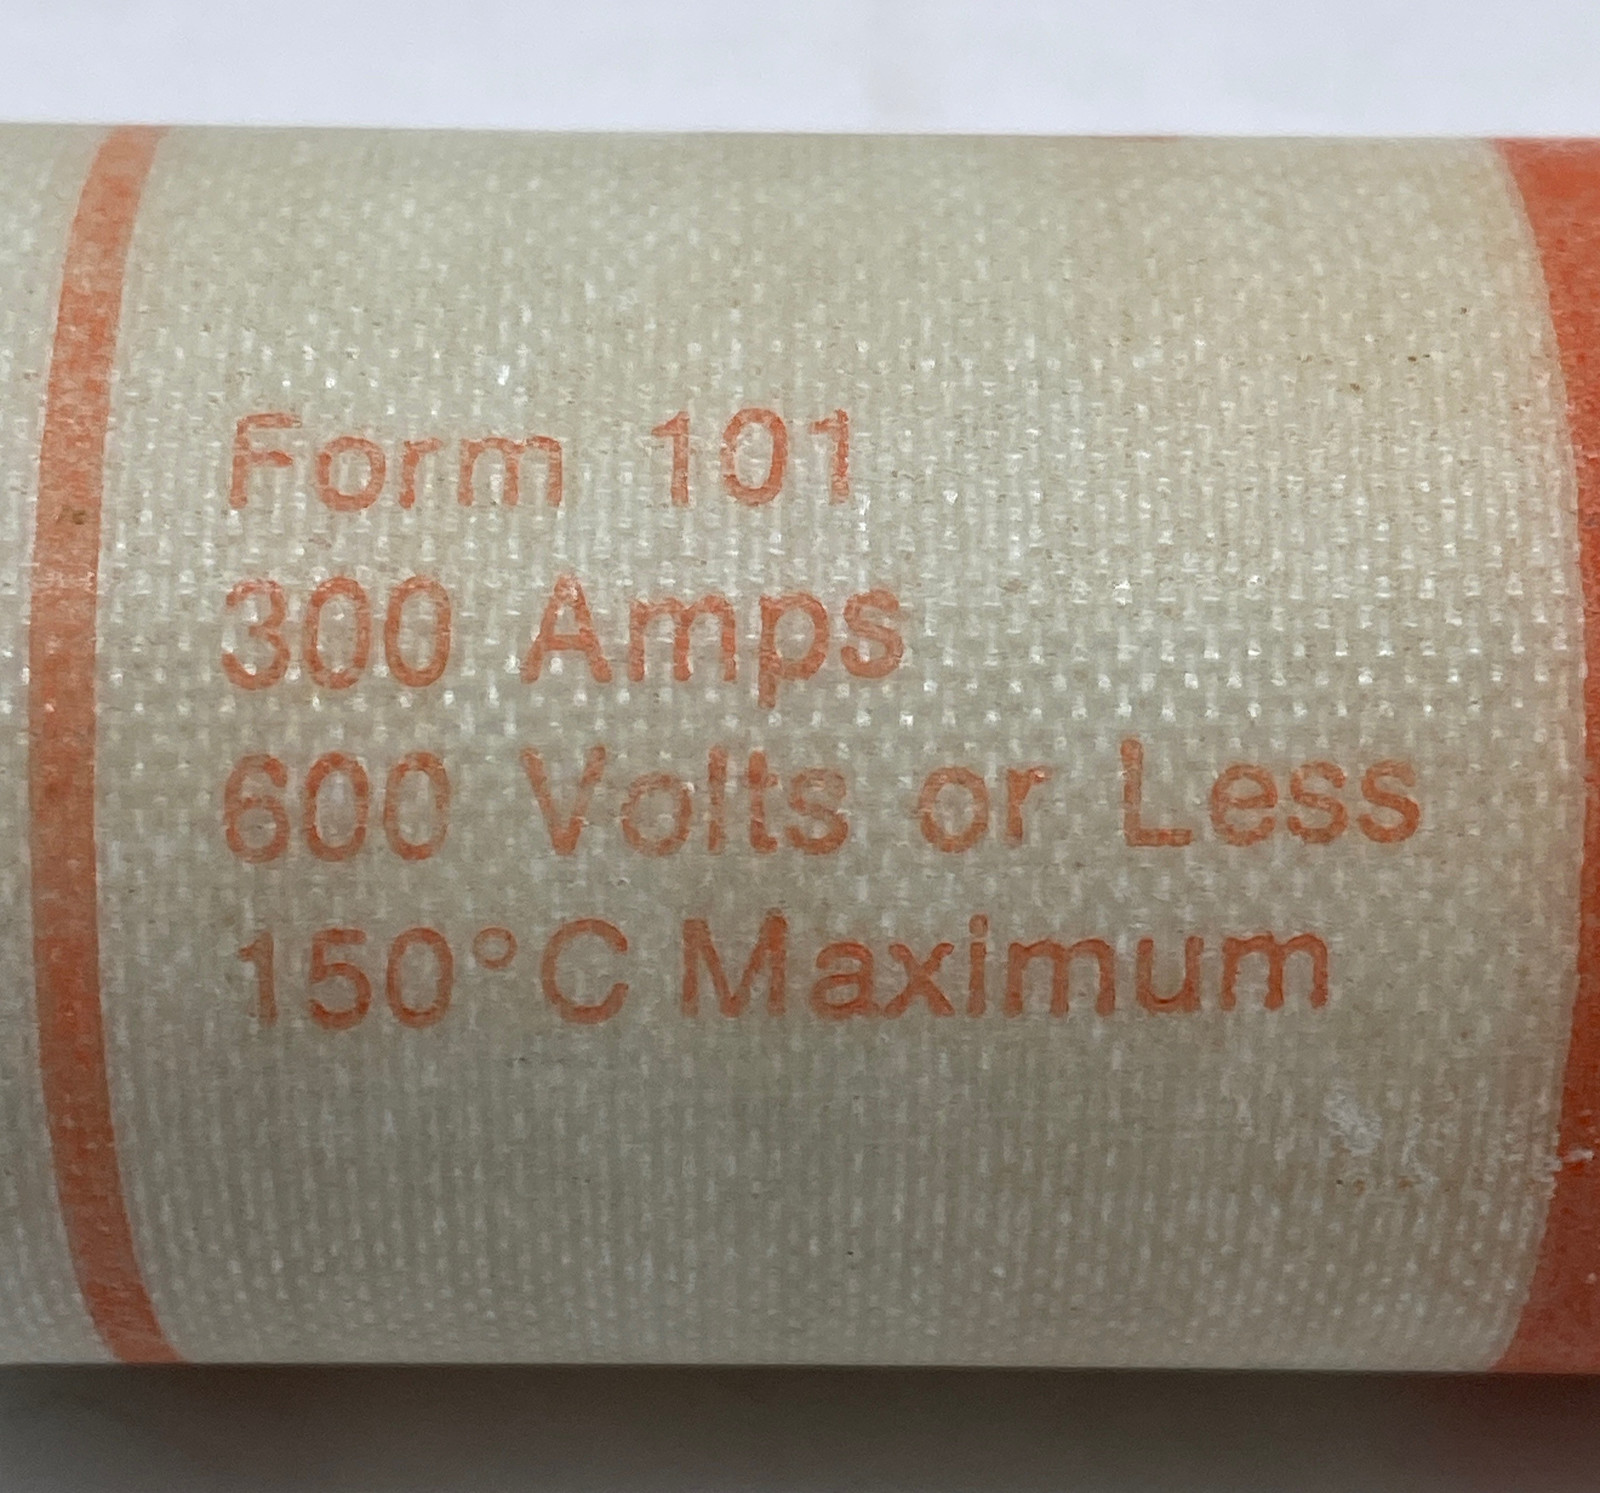 Form 101
300 Amps
600 Volts or Less
150°C Maximum